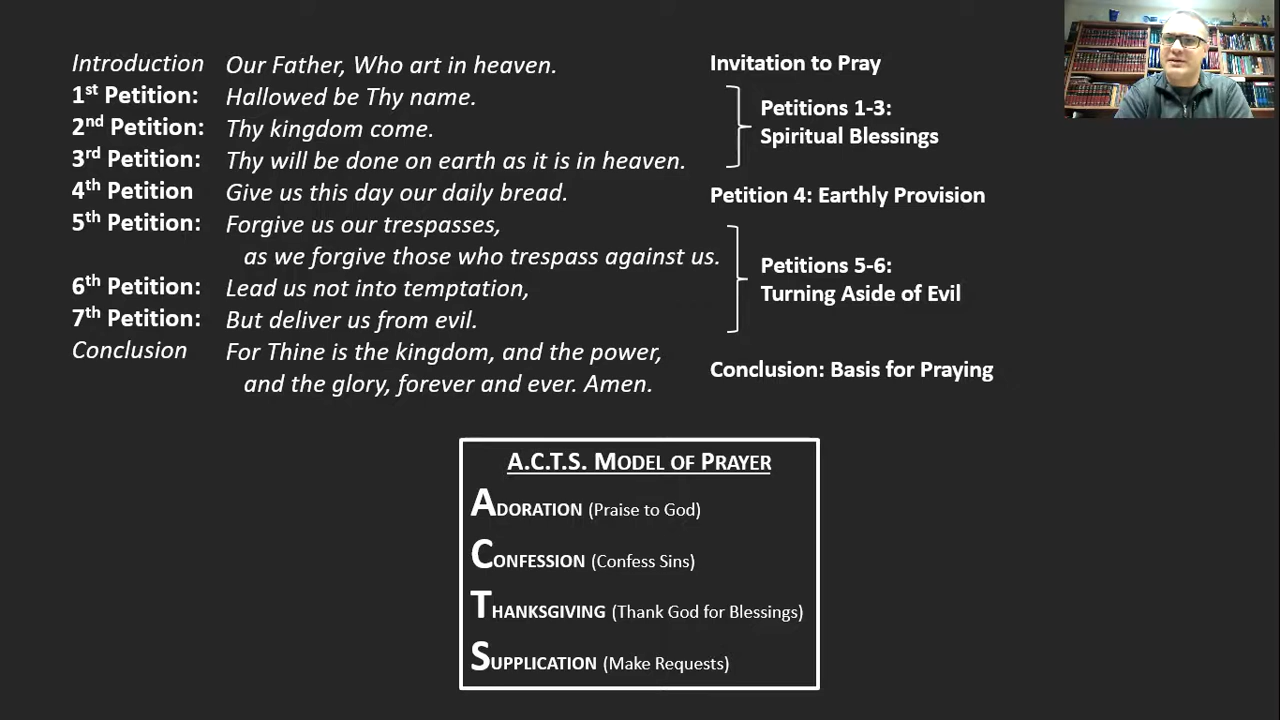 Introduction Our Father, Who art in heaven.
1st Petition: Hallowed be Thy name.
2nd Petition: Thy kingdom come.
3rd Petition: Thy will be done on earth as it is in heaven.
4th Petition Give us this day our daily bread.
5th Petition: Forgive us our trespasses,
as we forgive those who trespass against us.
6th Petition: Lead us not into temptation,
7th Petition: But deliver us from evil.
Conclusion For Thine is the kingdom, and the power,
and the glory, forever and ever. Amen.
Invitation to Pray
Petitions 1-3:
Spiritual Blessings
Petition 4: Earthly Provision
Petitions 5-6:
Turning Aside of Evil
Conclusion: Basis for Praying
A.C.T.S. MODEL OF PRAYER
ADORATION (Praise to God)
CONFESSION (Confess Sins)
THANKSGIVING (Thank God for Blessings)
SUPPLICATION (Make Requests)